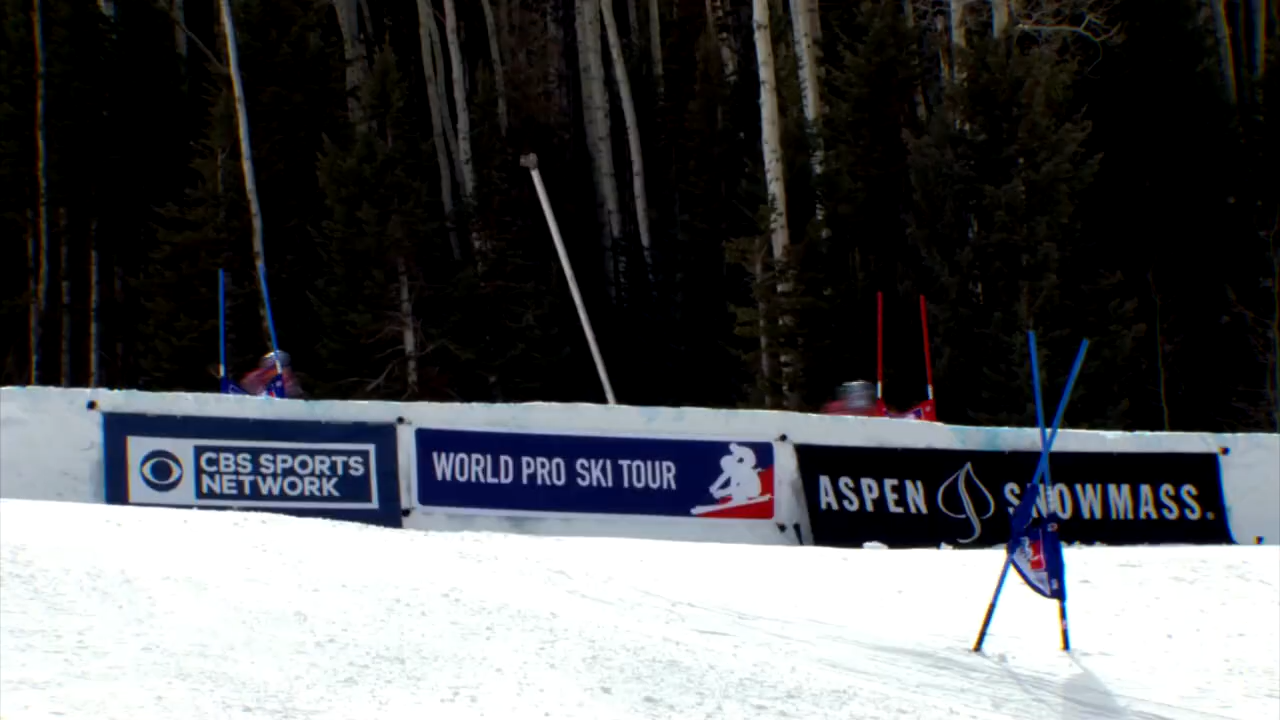 CBS SPORTS
NETWORK
WORLD PRO SKI TOUR
ASPEN SNOWMASS.